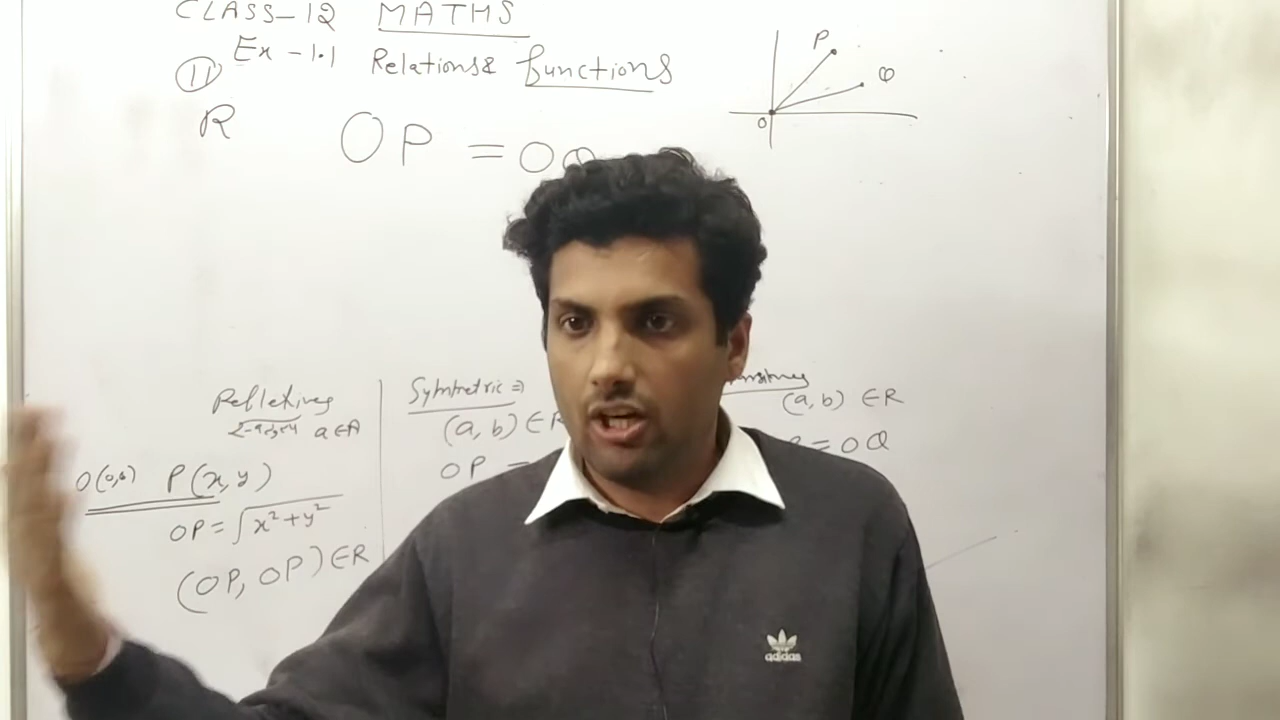 CLASS-12 MATHS
Ex-1.1 Relations & functions
11
R
OP = OQ
P
Q
O
Reflexive
a∈A
O(0,0) P(x,y)
OP = √x²+y²
(OP, OP)∈R
Symmetric ⇒
(a,b)∈R
OP =
(a,b)∈R
= OQ
adidas